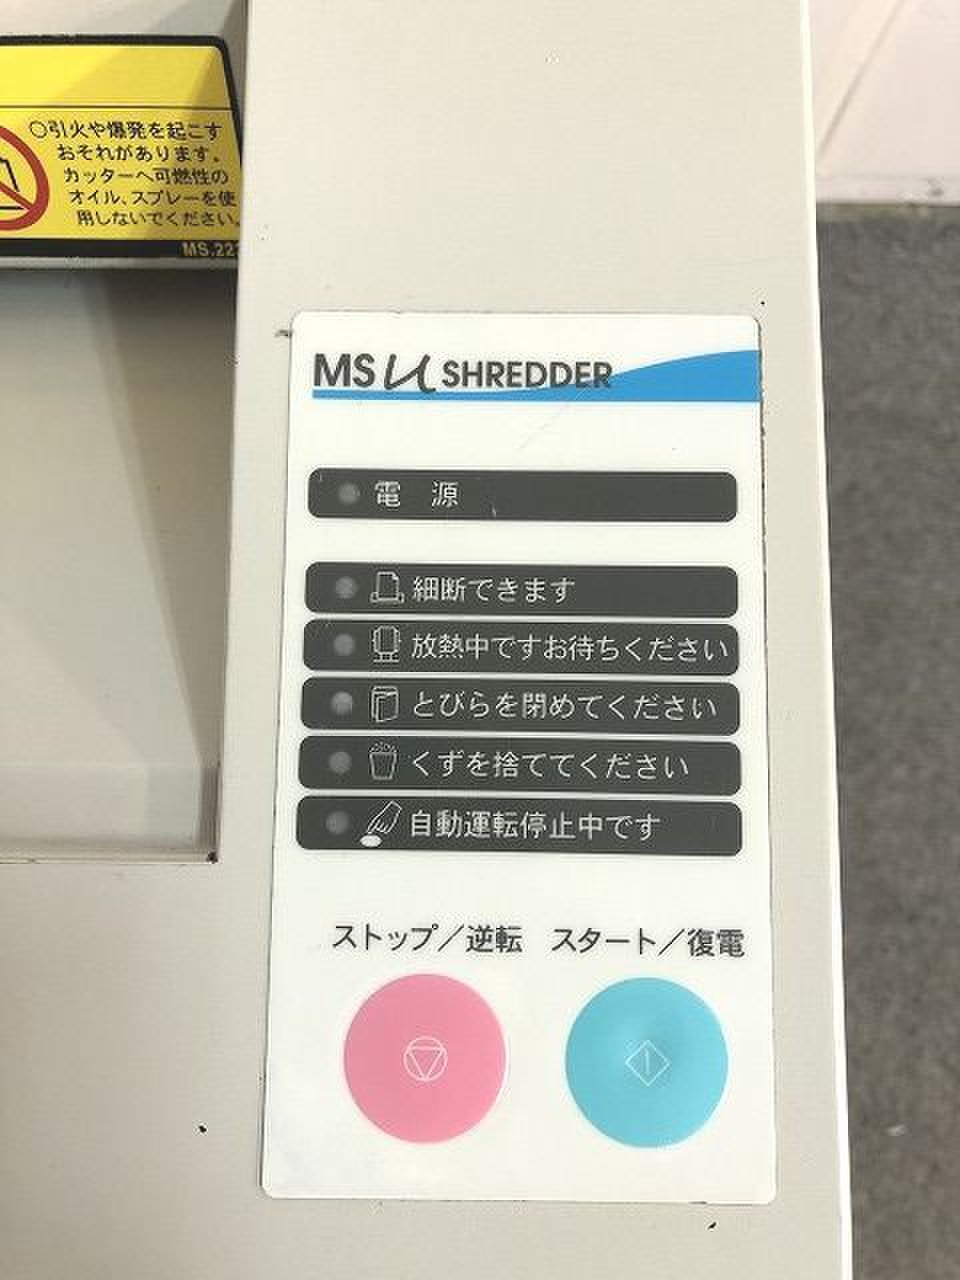 ○引火や爆発を起こす
おそれがあります。
カッターへ可燃性の
オイル、スプレーを使
用しないでください。
MS SHREDDER
電 源
細断できます
放熱中ですお待ちください
とびらを閉めてください
くずを捨ててください
自動運転停止中です
ストップ／逆転 スタート／復電